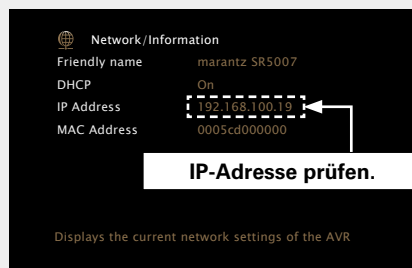 Network/Information
Friendly name marantz SR5007
DHCP On
IP Address 192.168.100.19
MAC Address 0005cd000000
IP-Adresse prüfen.
Displays the current network settings of the AVR